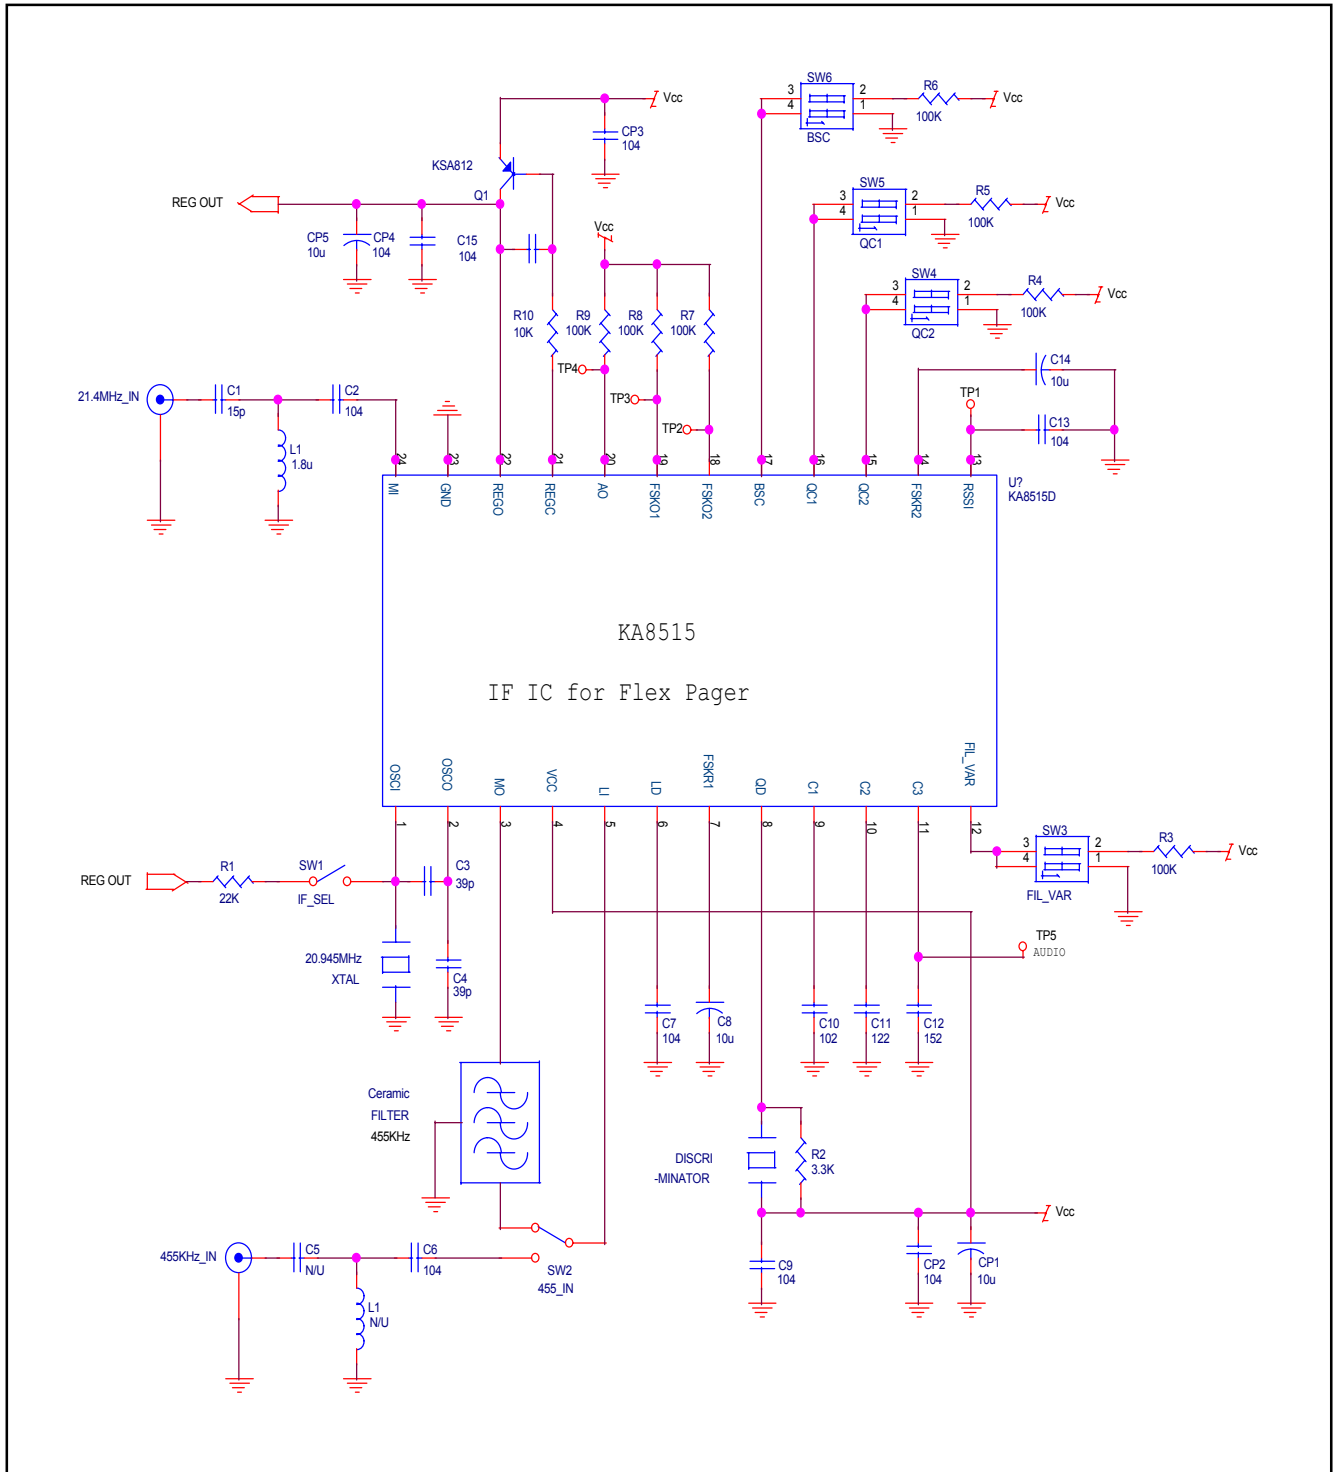 SW6
3
4
2
1
BSC
R6
100K
Vcc
Vcc
CP3
104
KSA812
Q1
REG OUT
CP5
10u
CP4
104
C15
104
Vcc
SW5
3
4
2
1
QC1
R5
100K
Vcc
SW4
3
4
2
1
QC2
R4
100K
Vcc
R10
10K
R9
100K
R8
100K
R7
100K
TP4
TP3
TP2
C14
10u
TP1
C13
104
21.4MHz_IN
C1
15p
C2
104
L1
1.8u
24
23
22
21
20
19
18
17
16
15
14
13
MI
GND
REGO
REGC
AO
FSKO1
FSKO2
BSC
QC1
QC2
FSKR2
RSSI
U?
KA8515D
KA8515
IF IC for Flex Pager
OSCI
OSCO
MO
VCC
LI
LD
FSKR1
QD
C1
C2
C3
FIL_VAR
1
2
3
4
5
6
7
8
9
10
11
12
SW3
3
4
2
1
FIL_VAR
R3
100K
Vcc
REG OUT
R1
22K
SW1
IF_SEL
C3
39p
20.945MHz
XTAL
C4
39p
TP5
AUDIO
C7
104
C8
10u
C10
102
C11
122
C12
152
Ceramic
FILTER
455KHz
DISCRI
-MINATOR
R2
3.3K
Vcc
455KHz_IN
C5
N/U
C6
104
L1
N/U
SW2
455_IN
C9
104
CP2
104
CP1
10u